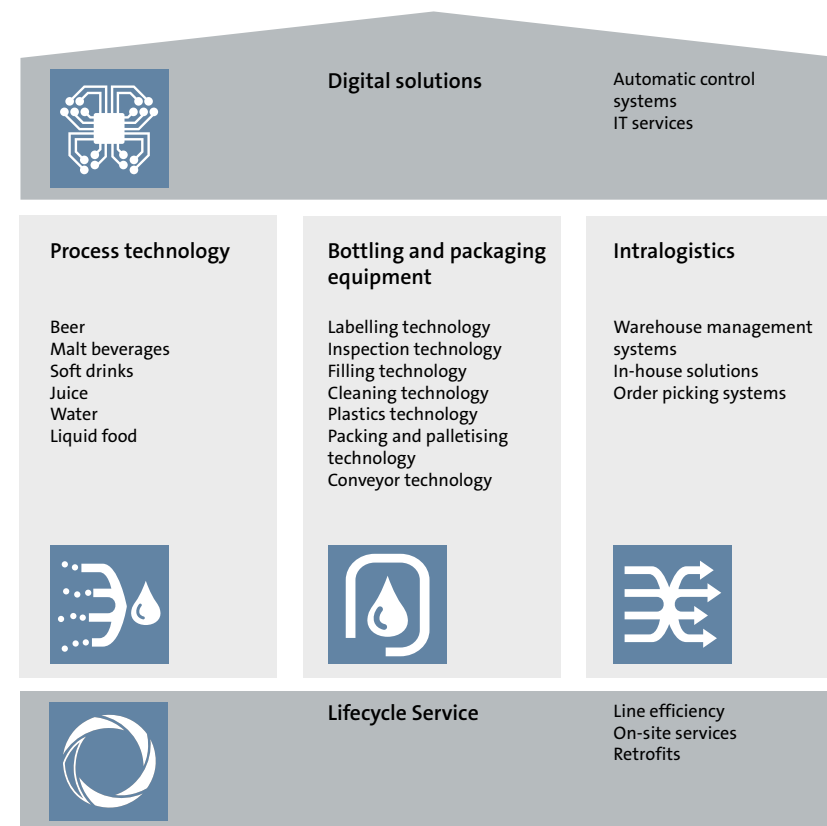 Digital solutions
Automatic control
systems
IT services
Process technology
Beer
Malt beverages
Soft drinks
Juice
Water
Liquid food
Bottling and packaging
equipment
Labelling technology
Inspection technology
Filling technology
Cleaning technology
Plastics technology
Packing and palletising
technology
Conveyor technology
Intralogistics
Warehouse management
systems
In-house solutions
Order picking systems
Lifecycle Service
Line efficiency
On-site services
Retrofits